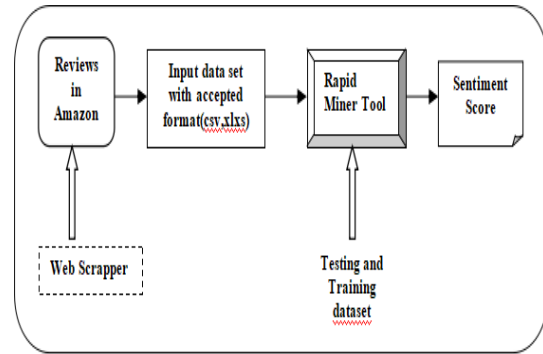 Reviews
in
Amazon
Input data set
with accepted
format(csv,xlxs)
Rapid
Miner Tool
Sentiment
Score
Web Scrapper
Testing and
Training
dataset